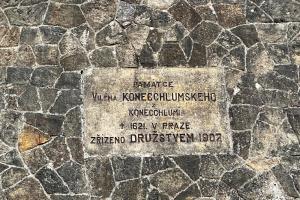 PAMÁTCE
VILÉMA KONECCHLUMSKÉHO
KONECCHLUMÍ
† 1621. V PRAZE
ZŘÍZENO DRUŽSTVEM 1907